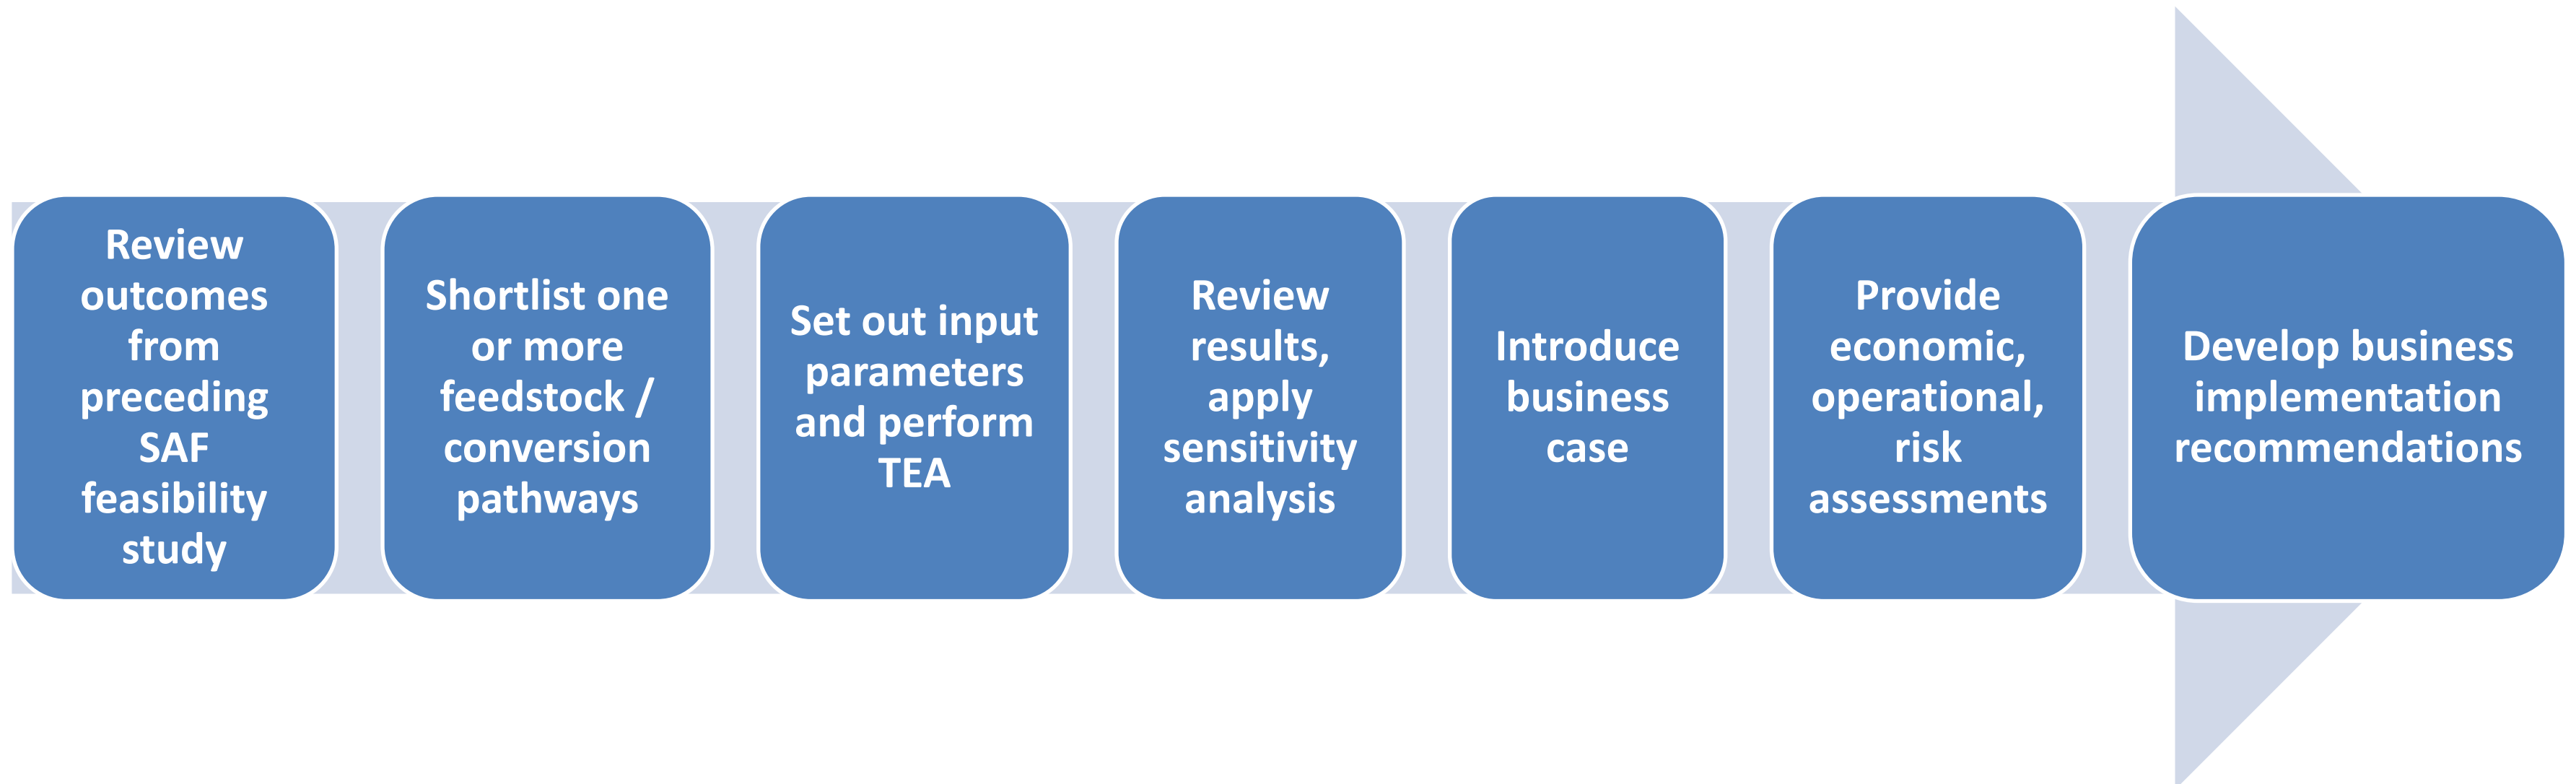 Review
outcomes
from
preceding
SAF
feasibility
study
Shortlist one
or more
feedstock /
conversion
pathways
Set out input
parameters
and perform
TEA
Review
results,
apply
sensitivity
analysis
Introduce
business
case
Provide
economic,
operational,
risk
assessments
Develop business
implementation
recommendations